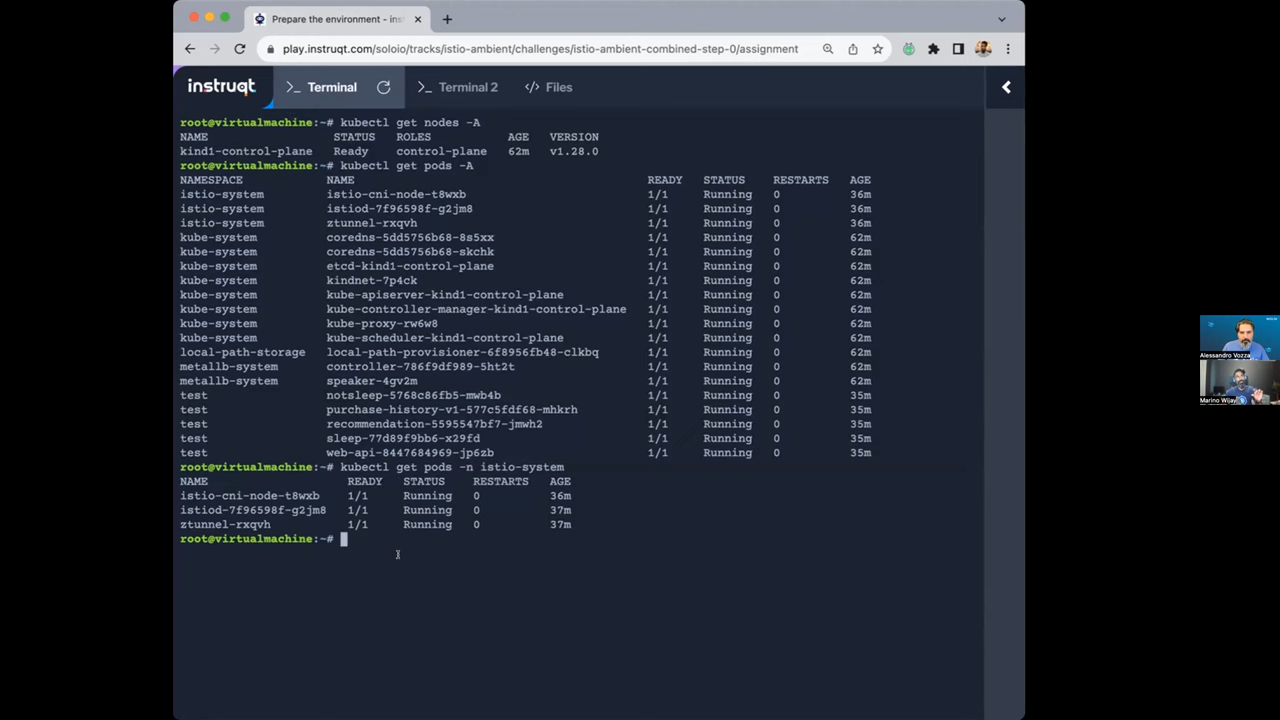 Prepare the environment - ins
play.instruqt.com/soloio/tracks/istio-ambient/challenges/istio-ambient-combined-step-0/assignment
instruqt >_ Terminal >_ Terminal 2 </> Files
root@virtualmachine:~# kubectl get nodes -A
NAME STATUS ROLES AGE VERSION
kind1-control-plane Ready control-plane 62m v1.28.0
root@virtualmachine:~# kubectl get pods -A
NAMESPACE NAME READY STATUS RESTARTS AGE
istio-system istio-cni-node-t8wxb 1/1 Running 0 36m
istio-system istiod-7f96598f-g2jm8 1/1 Running 0 36m
istio-system ztunnel-rxqvh 1/1 Running 0 36m
kube-system coredns-5dd5756b68-8s5xx 1/1 Running 0 62m
kube-system coredns-5dd5756b68-skchk 1/1 Running 0 62m
kube-system etcd-kind1-control-plane 1/1 Running 0 62m
kube-system kindnet-7p4ck 1/1 Running 0 62m
kube-system kube-apiserver-kind1-control-plane 1/1 Running 0 62m
kube-system kube-controller-manager-kind1-control-plane 1/1 Running 0 62m
kube-system kube-proxy-rw6w8 1/1 Running 0 62m
kube-system kube-scheduler-kind1-control-plane 1/1 Running 0 62m
local-path-storage local-path-provisioner-6f8956fb48-clkbq 1/1 Running 0 62m
metallb-system controller-786f9df989-5ht2t 1/1 Running 0 62m
metallb-system speaker-4gv2m 1/1 Running 0 62m
test notsleep-5768c86fb5-mwb4b 1/1 Running 0 35m
test purchase-history-v1-577c5fdf68-mhkrh 1/1 Running 0 35m
test recommendation-5595547bf7-jmwh2 1/1 Running 0 35m
test sleep-77d89f9bb6-x29fd 1/1 Running 0 35m
test web-api-8447684969-jp6zb 1/1 Running 0 35m
root@virtualmachine:~# kubectl get pods -n istio-system
NAME READY STATUS RESTARTS AGE
istio-cni-node-t8wxb 1/1 Running 0 36m
istiod-7f96598f-g2jm8 1/1 Running 0 37m
ztunnel-rxqvh 1/1 Running 0 37m
root@virtualmachine:~#
Alessandro Vozza
Marino Wijay